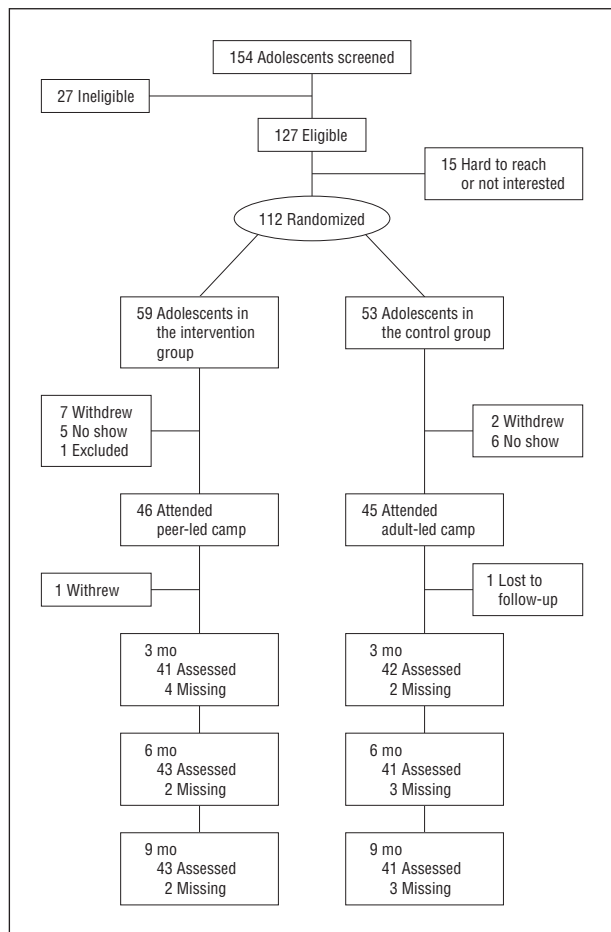 154 Adolescents screened
27 Ineligible
127 Eligible
15 Hard to reach
or not interested
112 Randomized
59 Adolescents in
the intervention
group
53 Adolescents in
the control group
7 Withdrew
5 No show
1 Excluded
2 Withdrew
6 No show
46 Attended
peer-led camp
45 Attended
adult-led camp
1 Withrew
1 Lost to
follow-up
3 mo
41 Assessed
4 Missing
3 mo
42 Assessed
2 Missing
6 mo
43 Assessed
2 Missing
6 mo
41 Assessed
3 Missing
9 mo
43 Assessed
2 Missing
9 mo
41 Assessed
3 Missing